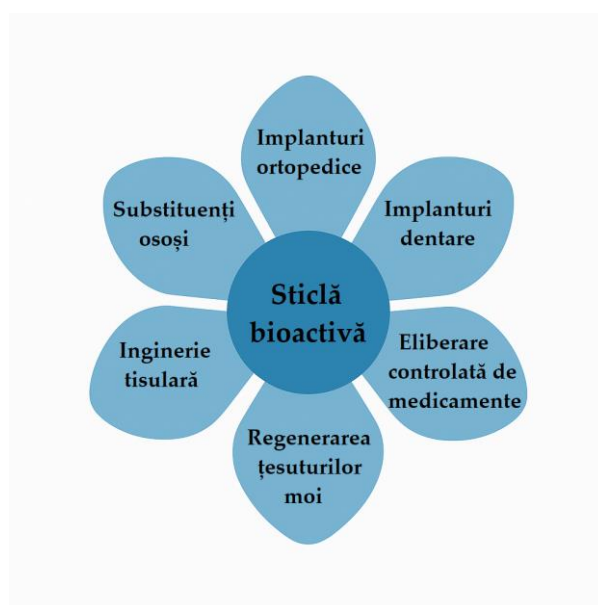 Implanturi
ortopedice
Implanturi
dentare
Eliberare
controlată de
medicamente
Regenerarea
țesuturilor
moi
Inginerie
tisulară
Substituenți
osoși
Sticlă
bioactivă